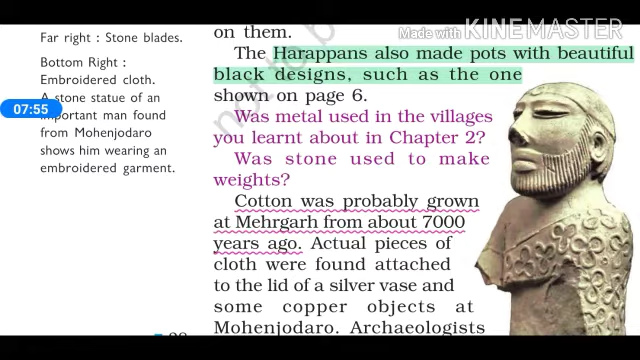 Made with KINEMASTER
Far right : Stone blades.
Bottom Right :
Embroidered cloth.
A stone statue of an
important man found
from Mohenjodaro
shows him wearing an
embroidered garment.
07:55
on them.
The Harappans also made pots with beautiful
black designs, such as the one
shown on page 6.
Was metal used in the villages
you learnt about in Chapter 2?
Was stone used to make
weights?
Cotton was probably grown
at Mehrgarh from about 7000
years ago. Actual pieces of
cloth were found attached
to the lid of a silver vase and
some copper objects at
Mohenjodaro. Archaeologists